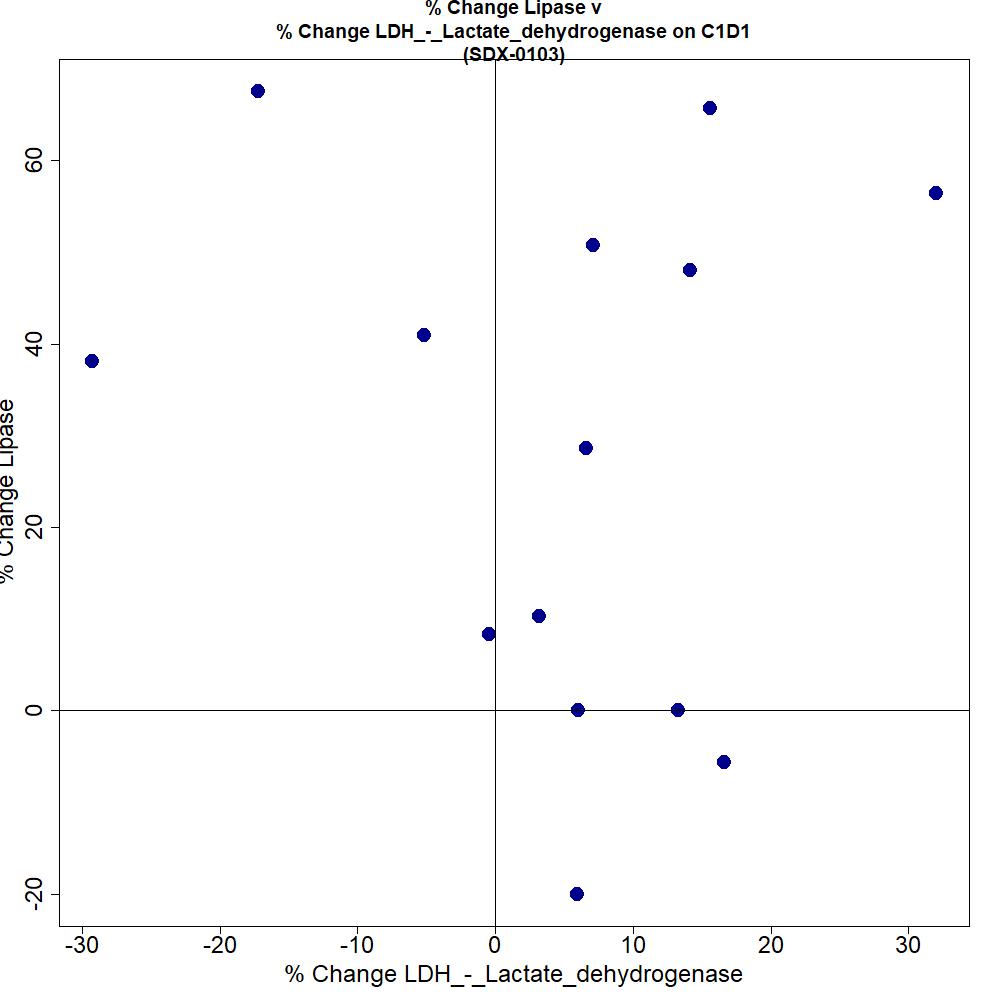 % Change Lipase v
% Change LDH_-_Lactate_dehydrogenase on C1D1
(SDX-0103)
% Change Lipase
60
40
20
0
-20
-30
-20
-10
0
10
20
30
% Change LDH_-_Lactate_dehydrogenase